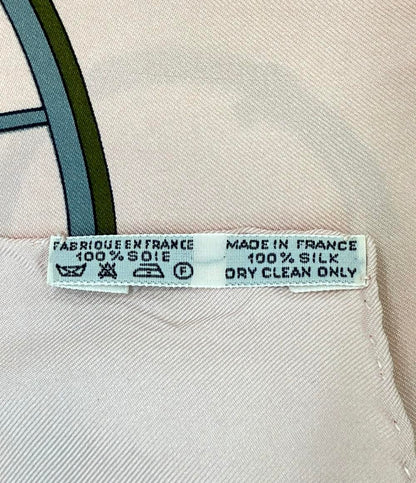 FABRIQUE EN FRANCE
100% SOIE
F
MADE IN FRANCE
100% SILK
DRY CLEAN ONLY